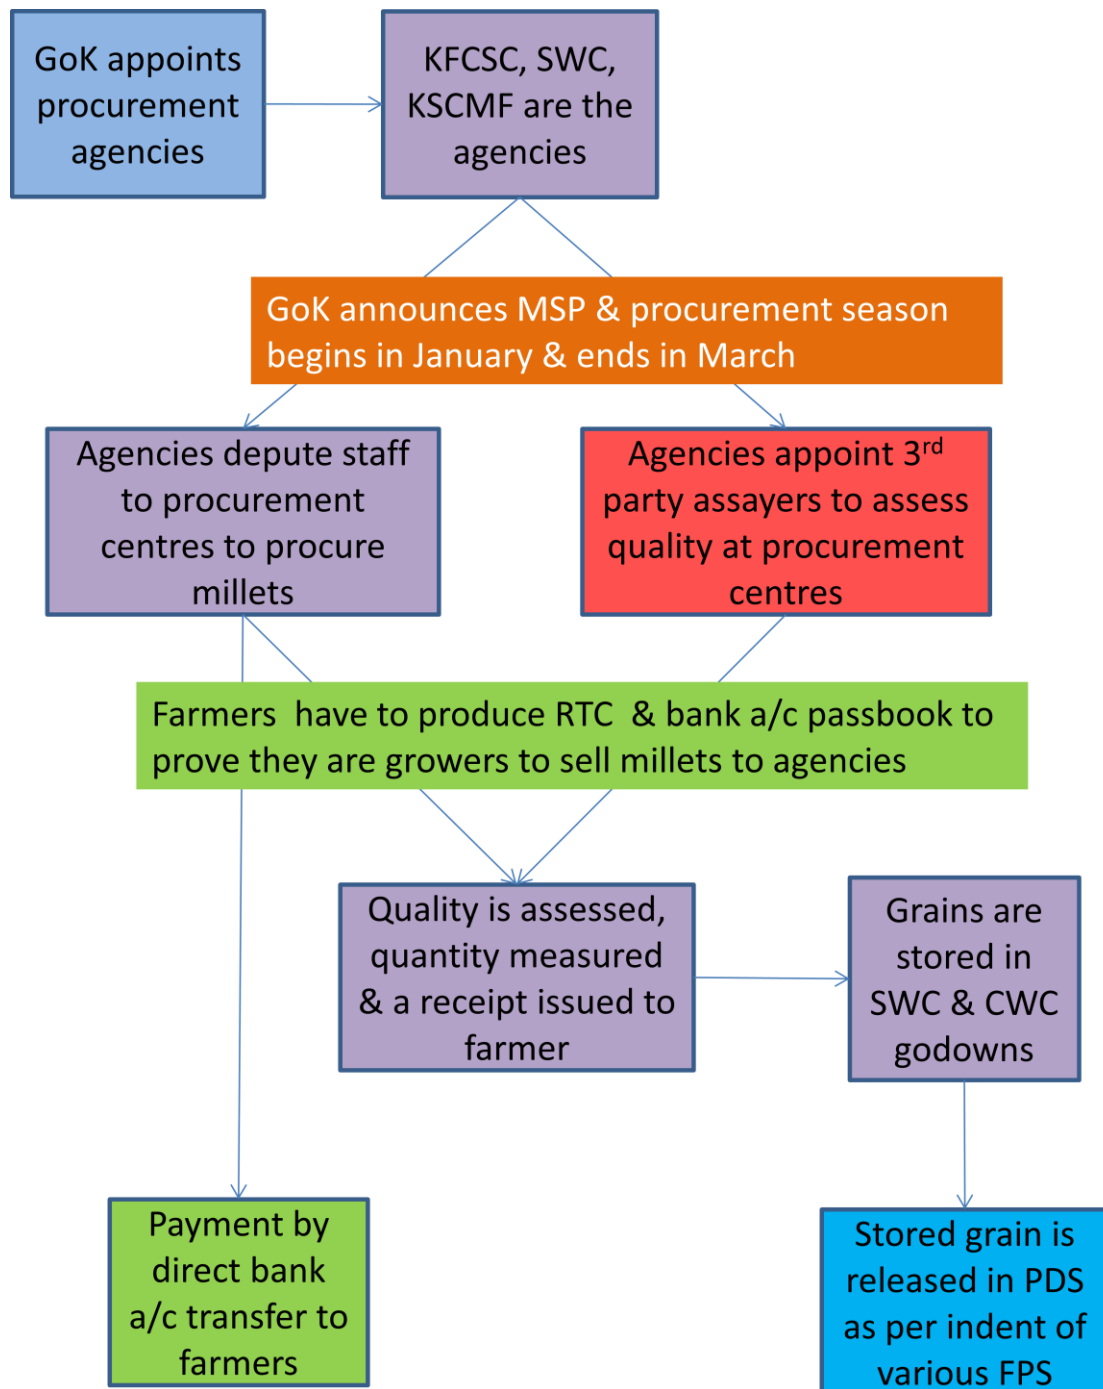 GoK appoints
procurement
agencies
KFCSC, SWC,
KSCMF are the
agencies
GoK announces MSP & procurement season
begins in January & ends in March
Agencies depute staff
to procurement
centres to procure
millets
Agencies appoint 3rd
party assayers to assess
quality at procurement
centres
Farmers  have to produce RTC  & bank a/c passbook to
prove they are growers to sell millets to agencies
Quality is assessed,
quantity measured
& a receipt issued to
farmer
Grains are
stored in
SWC & CWC
godowns
Payment by
direct bank
a/c transfer to
farmers
Stored grain is
released in PDS
as per indent of
various FPS